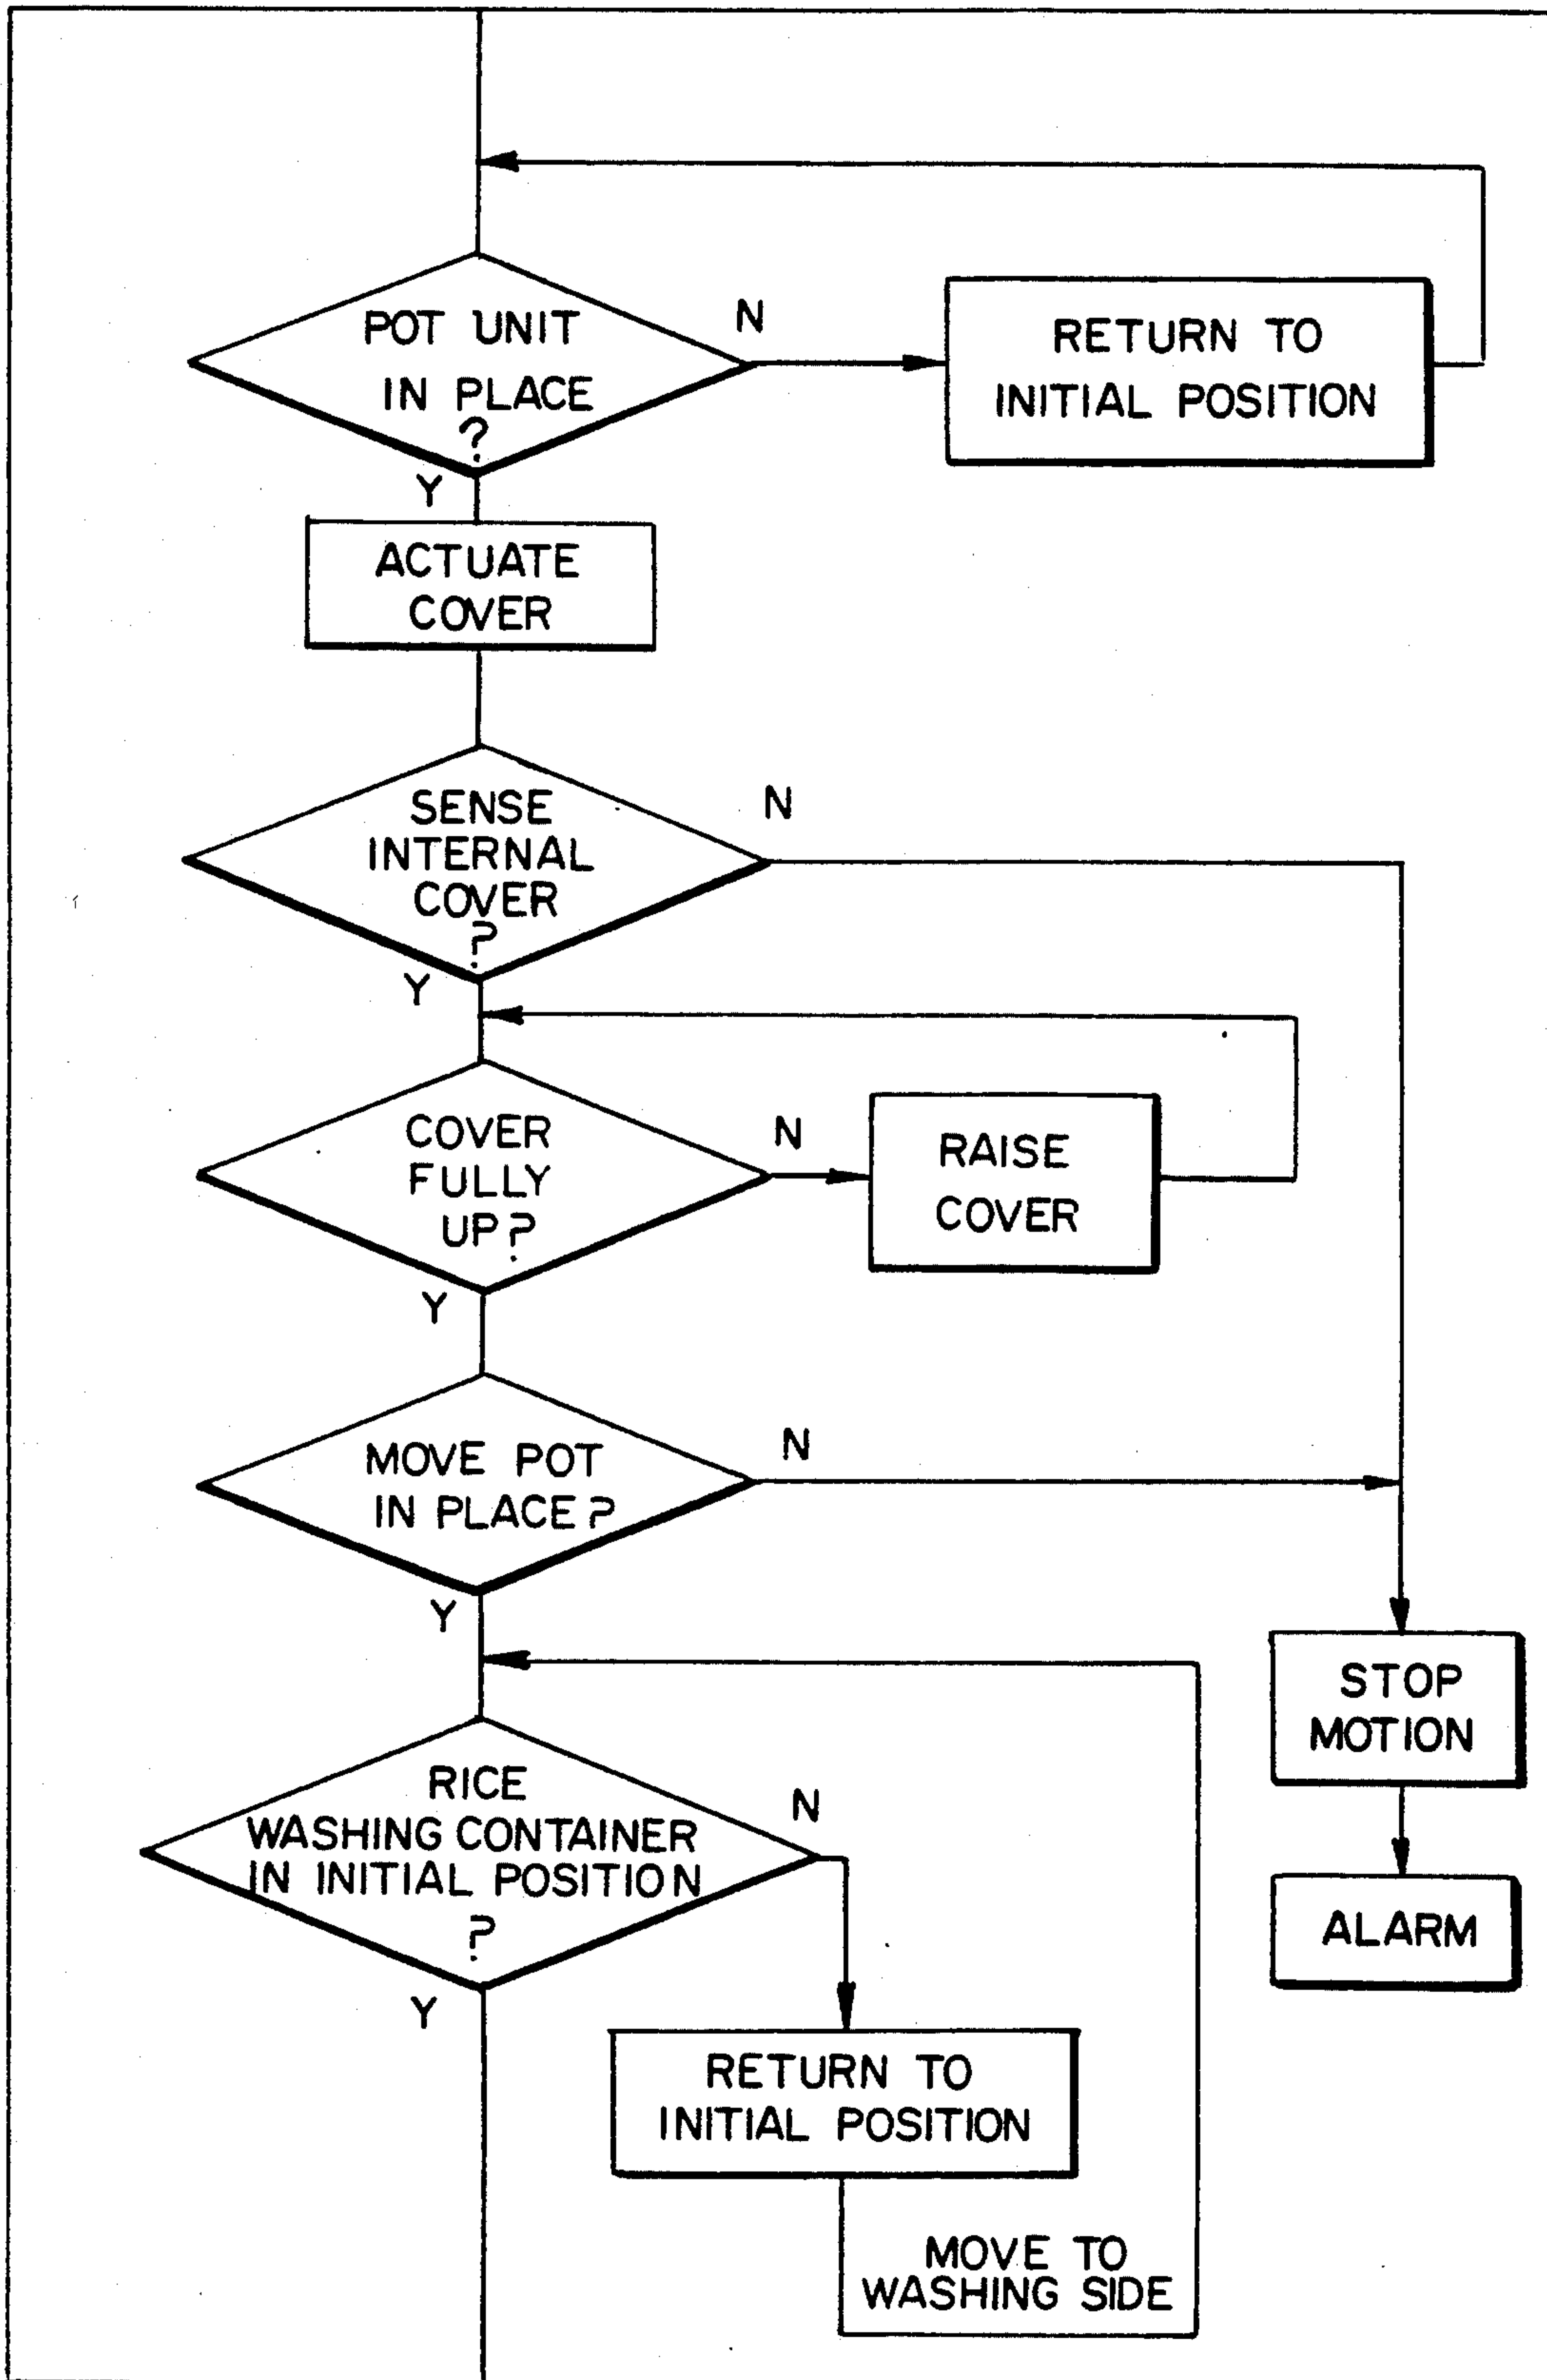 POT UNIT
IN PLACE
?
N
RETURN TO
INITIAL POSITION
Y
ACTUATE
COVER
SENSE
INTERNAL
COVER
?
N
Y
COVER
FULLY
UP?
N
RAISE
COVER
Y
MOVE POT
IN PLACE?
N
Y
STOP
MOTION
RICE
WASHING CONTAINER
IN INITIAL POSITION
?
N
ALARM
Y
RETURN TO
INITIAL POSITION
MOVE TO
WASHING SIDE